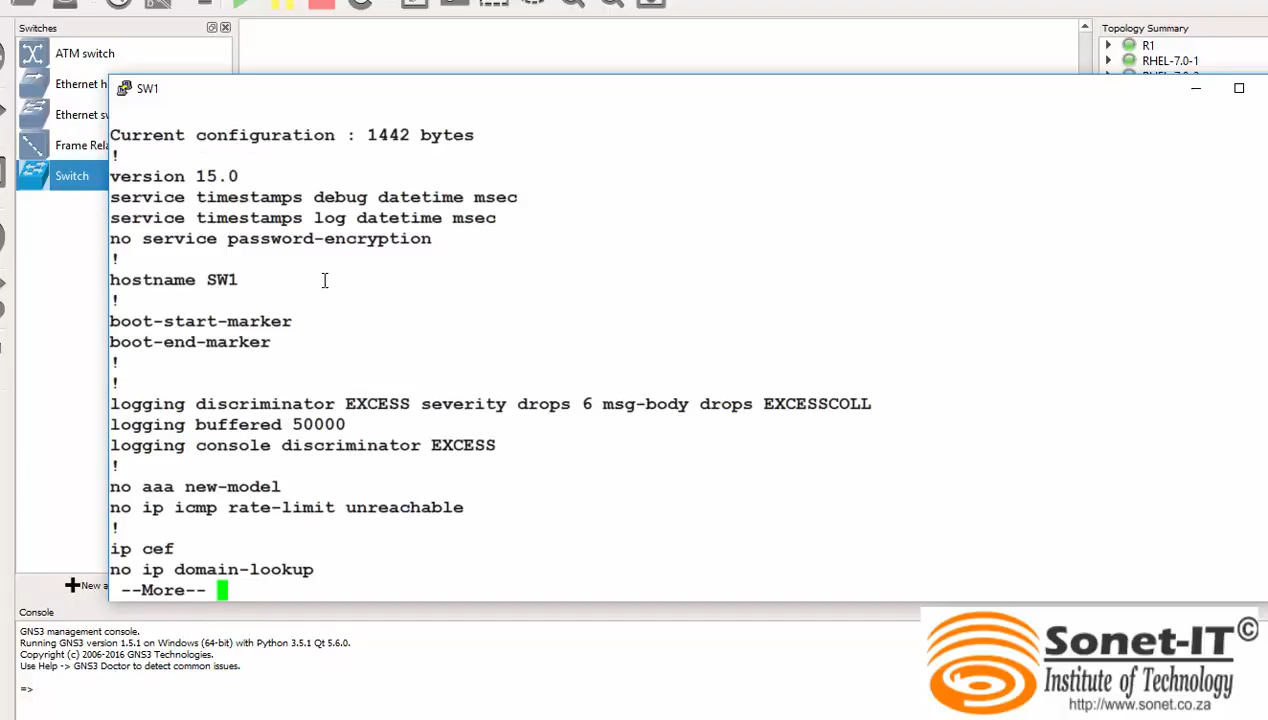 Switches
ATM switch
Ethernet h
Ethernet sw
Frame Rela
Switch
New a
Topology Summary
R1
RHEL-7.0-1
SW1
Current configuration : 1442 bytes
!
version 15.0
service timestamps debug datetime msec
service timestamps log datetime msec
no service password-encryption
!
hostname SW1
!
boot-start-marker
boot-end-marker
!
!
logging discriminator EXCESS severity drops 6 msg-body drops EXCESSCOLL
logging buffered 50000
logging console discriminator EXCESS
!
no aaa new-model
no ip icmp rate-limit unreachable
!
ip cef
no ip domain-lookup
--More--
Console
GNS3 management console.
Running GNS3 version 1.5.1 on Windows (64-bit) with Python 3.5.1 Qt 5.6.0.
Copyright (c) 2006-2016 GNS3 Technologies.
Use Help -> GNS3 Doctor to detect common issues.
=>
Sonet-IT©
Institute of Technology
http://www.sonet.co.za